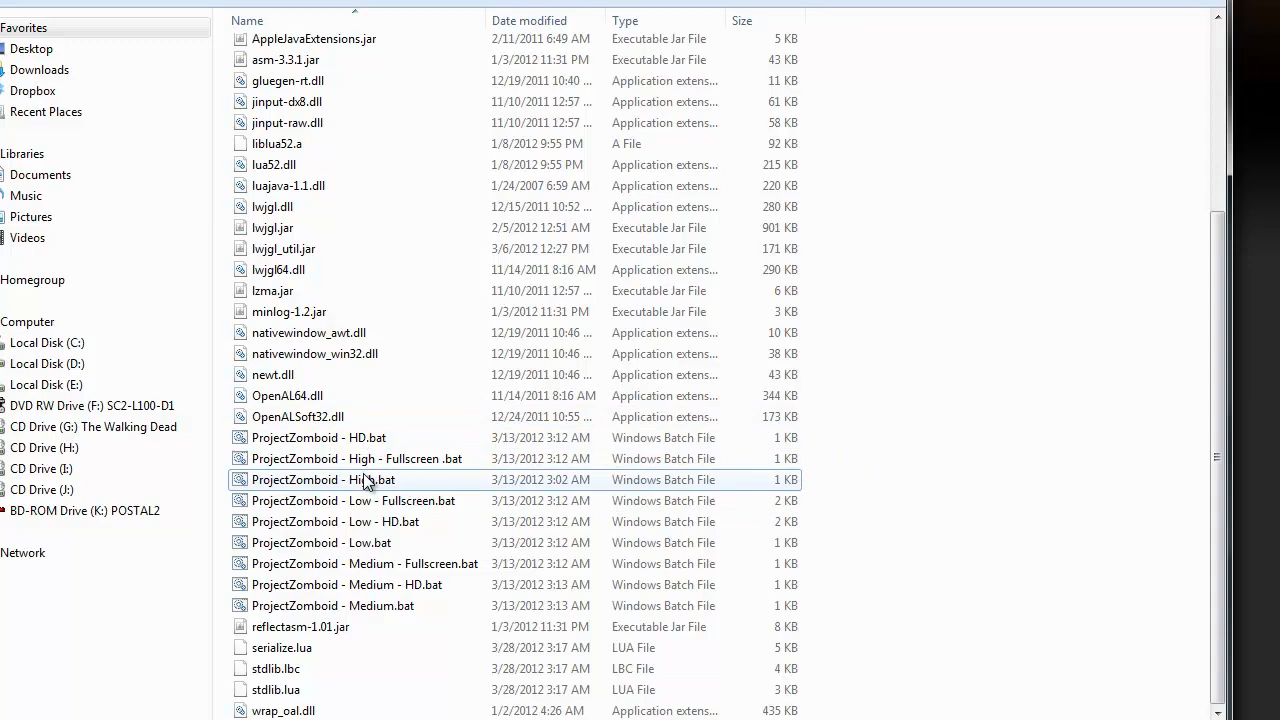 Name Date modified Type Size
Favorites
Desktop
Downloads
Dropbox
Recent Places
Libraries
Documents
Music
Pictures
Videos
Homegroup
Computer
Local Disk (C:)
Local Disk (D:)
Local Disk (E:)
DVD RW Drive (F:) SC2-L100-D1
CD Drive (G:) The Walking Dead
CD Drive (H:)
CD Drive (I:)
CD Drive (J:)
BD-ROM Drive (K:) POSTAL2
Network
AppleJavaExtensions.jar 2/11/2011 6:49 AM Executable Jar File 5 KB
asm-3.3.1.jar 1/3/2012 11:31 PM Executable Jar File 43 KB
gluegen-rt.dll 12/19/2011 10:40 ... Application extens... 11 KB
jinput-dx8.dll 11/10/2011 12:57 ... Application extens... 61 KB
jinput-raw.dll 11/10/2011 12:57 ... Application extens... 58 KB
liblua52.a 1/8/2012 9:55 PM A File 92 KB
lua52.dll 1/8/2012 9:55 PM Application extens... 215 KB
luajava-1.1.dll 1/24/2007 6:59 AM Application extens... 220 KB
lwjgl.dll 12/15/2011 10:52 ... Application extens... 280 KB
lwjgl.jar 2/5/2012 12:51 AM Executable Jar File 901 KB
lwjgl_util.jar 3/6/2012 12:27 PM Executable Jar File 171 KB
lwjgl64.dll 11/14/2011 8:16 AM Application extens... 290 KB
lzma.jar 11/10/2011 12:57 ... Executable Jar File 6 KB
minlog-1.2.jar 1/3/2012 11:31 PM Executable Jar File 3 KB
nativewindow_awt.dll 12/19/2011 10:46 ... Application extens... 10 KB
nativewindow_win32.dll 12/19/2011 10:46 ... Application extens... 38 KB
newt.dll 12/19/2011 10:46 ... Application extens... 43 KB
OpenAL64.dll 11/14/2011 8:16 AM Application extens... 344 KB
OpenALSoft32.dll 12/24/2011 10:55 ... Application extens... 173 KB
ProjectZomboid - HD.bat 3/13/2012 3:12 AM Windows Batch File 1 KB
ProjectZomboid - High - Fullscreen .bat 3/13/2012 3:12 AM Windows Batch File 1 KB
ProjectZomboid - High.bat 3/13/2012 3:02 AM Windows Batch File 1 KB
ProjectZomboid - Low - Fullscreen.bat 3/13/2012 3:12 AM Windows Batch File 2 KB
ProjectZomboid - Low - HD.bat 3/13/2012 3:12 AM Windows Batch File 2 KB
ProjectZomboid - Low.bat 3/13/2012 3:12 AM Windows Batch File 1 KB
ProjectZomboid - Medium - Fullscreen.bat 3/13/2012 3:12 AM Windows Batch File 1 KB
ProjectZomboid - Medium - HD.bat 3/13/2012 3:13 AM Windows Batch File 1 KB
ProjectZomboid - Medium.bat 3/13/2012 3:13 AM Windows Batch File 1 KB
reflectasm-1.01.jar 1/3/2012 11:31 PM Executable Jar File 8 KB
serialize.lua 3/28/2012 3:17 AM LUA File 5 KB
stdlib.lbc 3/28/2012 3:17 AM LBC File 4 KB
stdlib.lua 3/28/2012 3:17 AM LUA File 3 KB
wrap_oal.dll 1/2/2012 4:26 AM Application extens... 435 KB